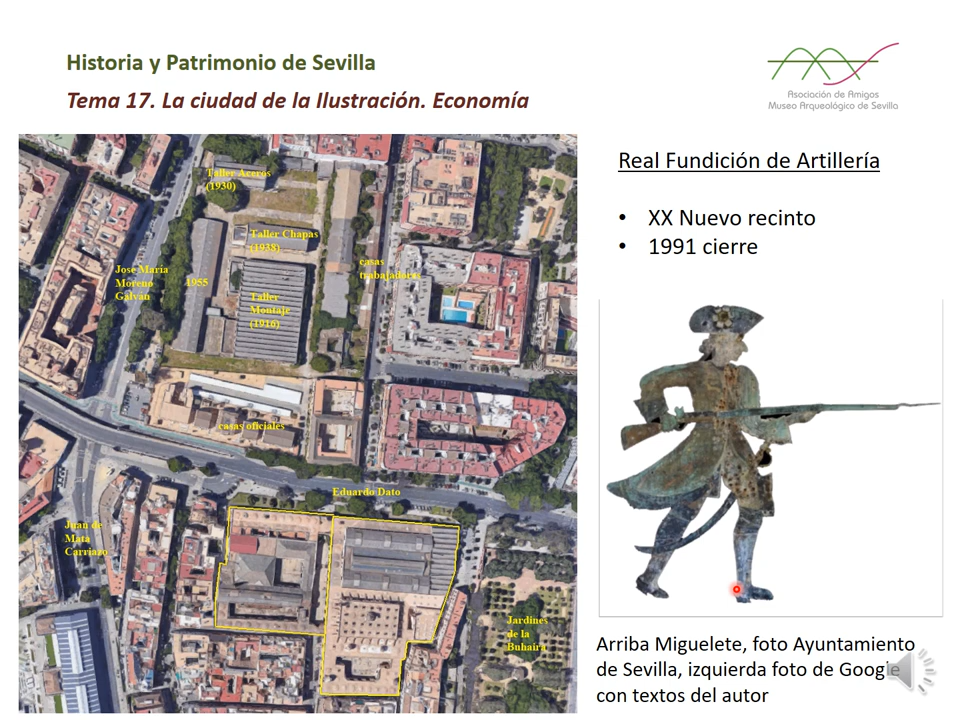 Historia y Patrimonio de Sevilla
Tema 17. La ciudad de la Ilustración. Economía
Asociación de Amigos
Museo Arqueológico de Sevilla
Taller Aceros
(1930)
Taller Chapas
(1938)
José María
Moreno
Galván
1955
casas
trabajadores
Taller
Montaje
(1916)
casas oficiales
Eduardo Dato
Juan de
Mata
Carriazo
Jardines
de la
Buhaira
Real Fundición de Artillería
• XX Nuevo recinto
• 1991 cierre
Arriba Miguelete, foto Ayuntamiento
de Sevilla, izquierda foto de Google
con textos del autor